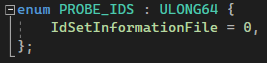 enum PROBE_IDS : ULONG64 {
    IdSetInformationFile = 0,
};